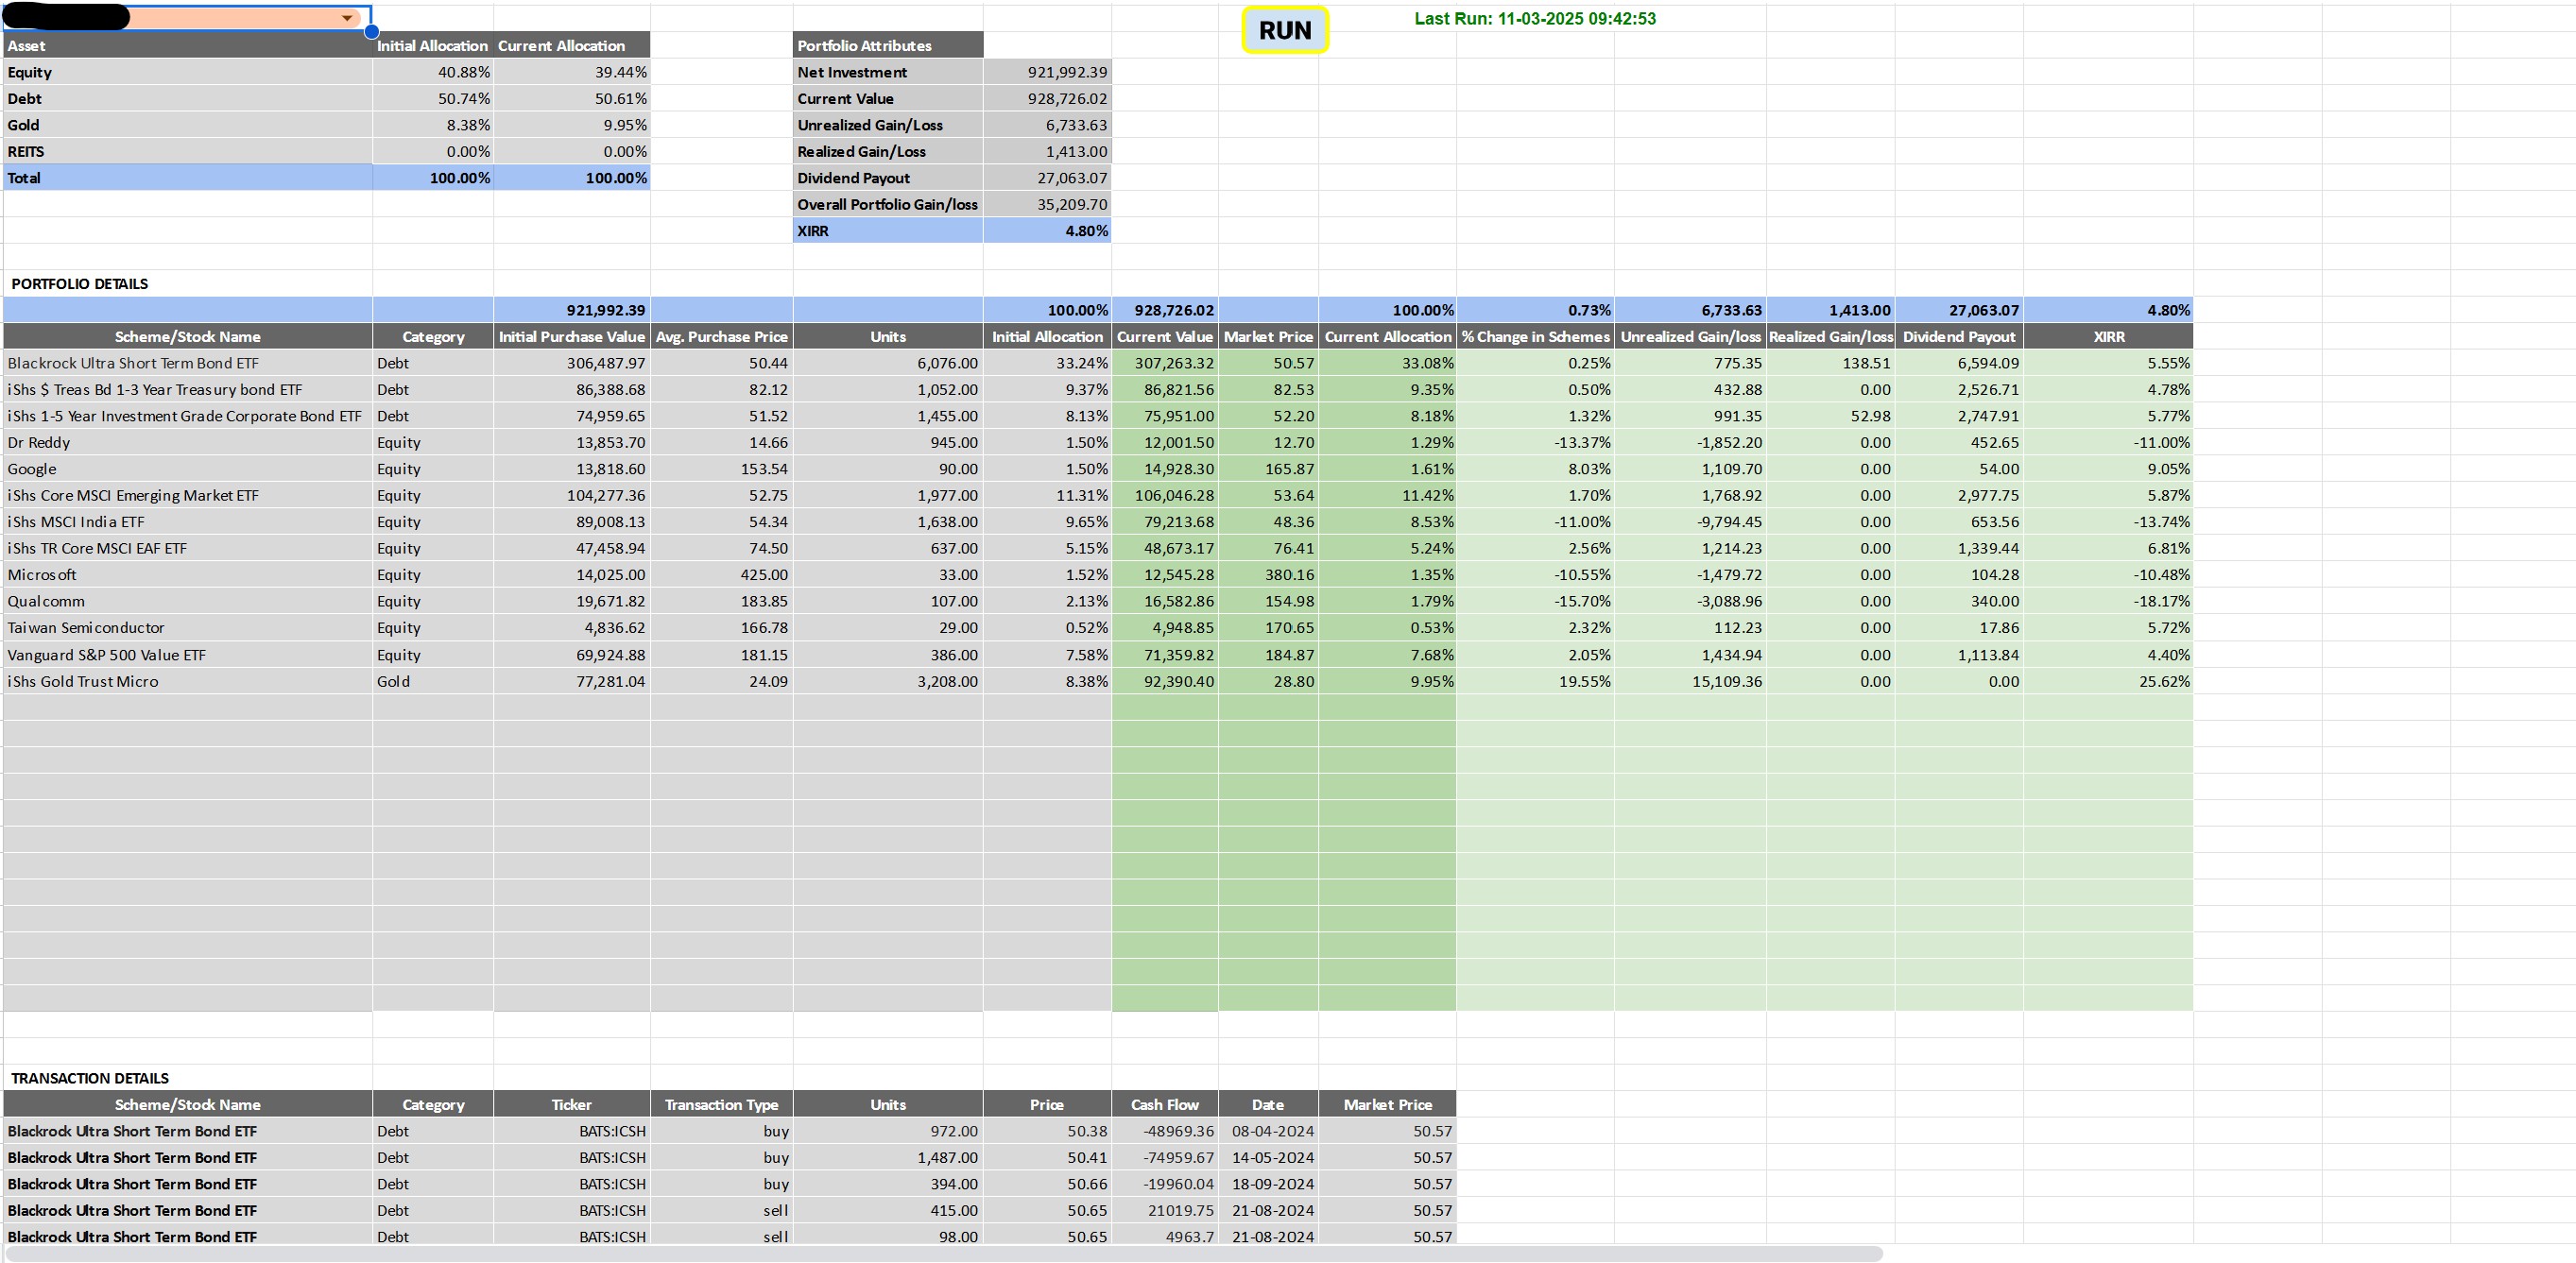 RUN Last Run: 11-03-2025 09:42:53
Asset Initial Allocation Current Allocation Portfolio Attributes
Equity 40.88% 39.44% Net Investment 921,992.39
Debt 50.74% 50.61% Current Value 928,726.02
Gold 8.38% 9.95% Unrealized Gain/Loss 6,733.63
REITS 0.00% 0.00% Realized Gain/Loss 1,413.00
Total 100.00% 100.00% Dividend Payout 27,063.07
Overall Portfolio Gain/loss 35,209.70
XIRR 4.80%
PORTFOLIO DETAILS
921,992.39 100.00% 928,726.02 100.00% 0.73% 6,733.63 1,413.00 27,063.07 4.80%
Scheme/Stock Name Category Initial Purchase Value Avg. Purchase Price Units Initial Allocation Current Value Market Price Current Allocation % Change in Schemes Unrealized Gain/loss Realized Gain/loss Dividend Payout XIRR
Blackrock Ultra Short Term Bond ETF Debt 306,487.97 50.44 6,076.00 33.24% 307,263.32 50.57 33.08% 0.25% 775.35 138.51 6,594.09 5.55%
iShs $ Treas Bd 1-3 Year Treasury bond ETF Debt 86,388.68 82.12 1,052.00 9.37% 86,821.56 82.53 9.35% 0.50% 432.88 0.00 2,526.71 4.78%
iShs 1-5 Year Investment Grade Corporate Bond ETF Debt 74,959.65 51.52 1,455.00 8.13% 75,951.00 52.20 8.18% 1.32% 991.35 52.98 2,747.91 5.77%
Dr Reddy Equity 13,853.70 14.66 945.00 1.50% 12,001.50 12.70 1.29% -13.37% -1,852.20 0.00 452.65 -11.00%
Google Equity 13,818.60 153.54 90.00 1.50% 14,928.30 165.87 1.61% 8.03% 1,109.70 0.00 54.00 9.05%
iShs Core MSCI Emerging Market ETF Equity 104,277.36 52.75 1,977.00 11.31% 106,046.28 53.64 11.42% 1.70% 1,768.92 0.00 2,977.75 5.87%
iShs MSCI India ETF Equity 89,008.13 54.34 1,638.00 9.65% 79,213.68 48.36 8.53% -11.00% -9,794.45 0.00 653.56 -13.74%
iShs TR Core MSCI EAF ETF Equity 47,458.94 74.50 637.00 5.15% 48,673.17 76.41 5.24% 2.56% 1,214.23 0.00 1,339.44 6.81%
Microsoft Equity 14,025.00 425.00 33.00 1.52% 12,545.28 380.16 1.35% -10.55% -1,479.72 0.00 104.28 -10.48%
Qualcomm Equity 19,671.82 183.85 107.00 2.13% 16,582.86 154.98 1.79% -15.70% -3,088.96 0.00 340.00 -18.17%
Taiwan Semiconductor Equity 4,836.62 166.78 29.00 0.52% 4,948.85 170.65 0.53% 2.32% 112.23 0.00 17.86 5.72%
Vanguard S&P 500 Value ETF Equity 69,924.88 181.15 386.00 7.58% 71,359.82 184.87 7.68% 2.05% 1,434.94 0.00 1,113.84 4.40%
iShs Gold Trust Micro Gold 77,281.04 24.09 3,208.00 8.38% 92,390.40 28.80 9.95% 19.55% 15,109.36 0.00 0.00 25.62%
TRANSACTION DETAILS
Scheme/Stock Name Category Ticker Transaction Type Units Price Cash Flow Date Market Price
Blackrock Ultra Short Term Bond ETF Debt BATS:ICSH buy 972.00 50.38 -48969.36 08-04-2024 50.57
Blackrock Ultra Short Term Bond ETF Debt BATS:ICSH buy 1,487.00 50.41 -74959.67 14-05-2024 50.57
Blackrock Ultra Short Term Bond ETF Debt BATS:ICSH buy 394.00 50.66 -19960.04 18-09-2024 50.57
Blackrock Ultra Short Term Bond ETF Debt BATS:ICSH sell 415.00 50.65 21019.75 21-08-2024 50.57
Blackrock Ultra Short Term Bond ETF Debt BATS:ICSH sell 98.00 50.65 4963.7 21-08-2024 50.57